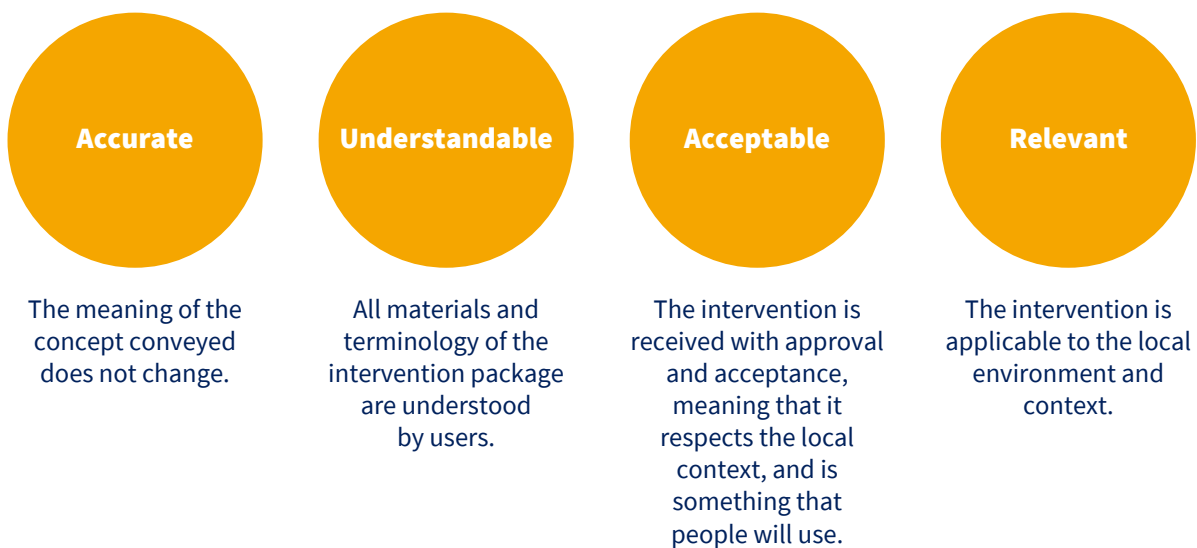 Accurate
The meaning of the
concept conveyed
does not change.
Understandable
All materials and
terminology of the
intervention package
are understood
by users.
Acceptable
The intervention is
received with approval
and acceptance,
meaning that it
respects the local
context, and is
something that
people will use.
Relevant
The intervention is
applicable to the local
environment and
context.